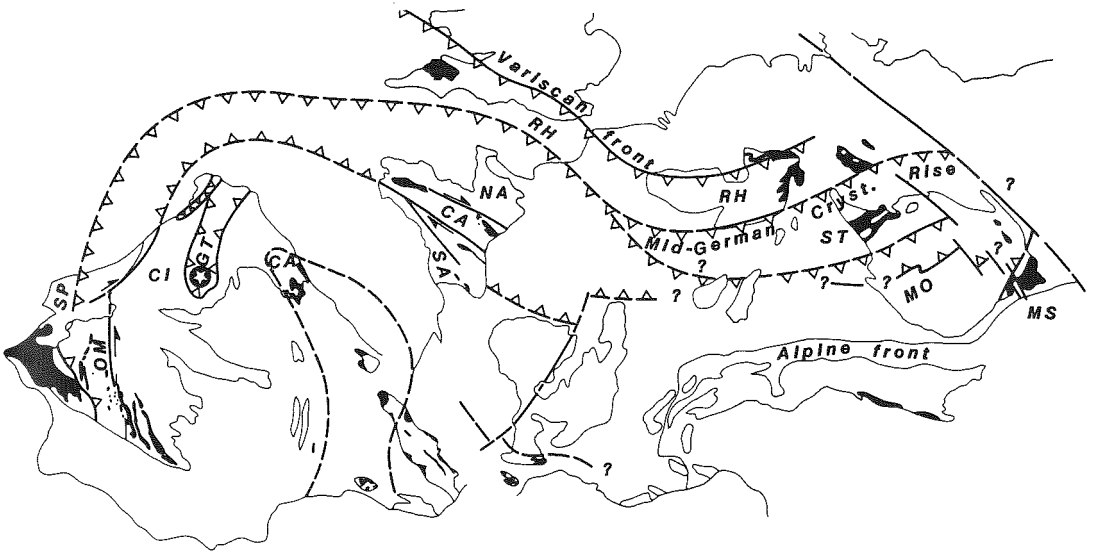 Variscan front
RH
NA
CA
SA
RH
Mid-German Cryst. Rise
?
?
ST
?
?
?
MO
MS
GT
CI
CA
SP
OM
?
Alpine front
?